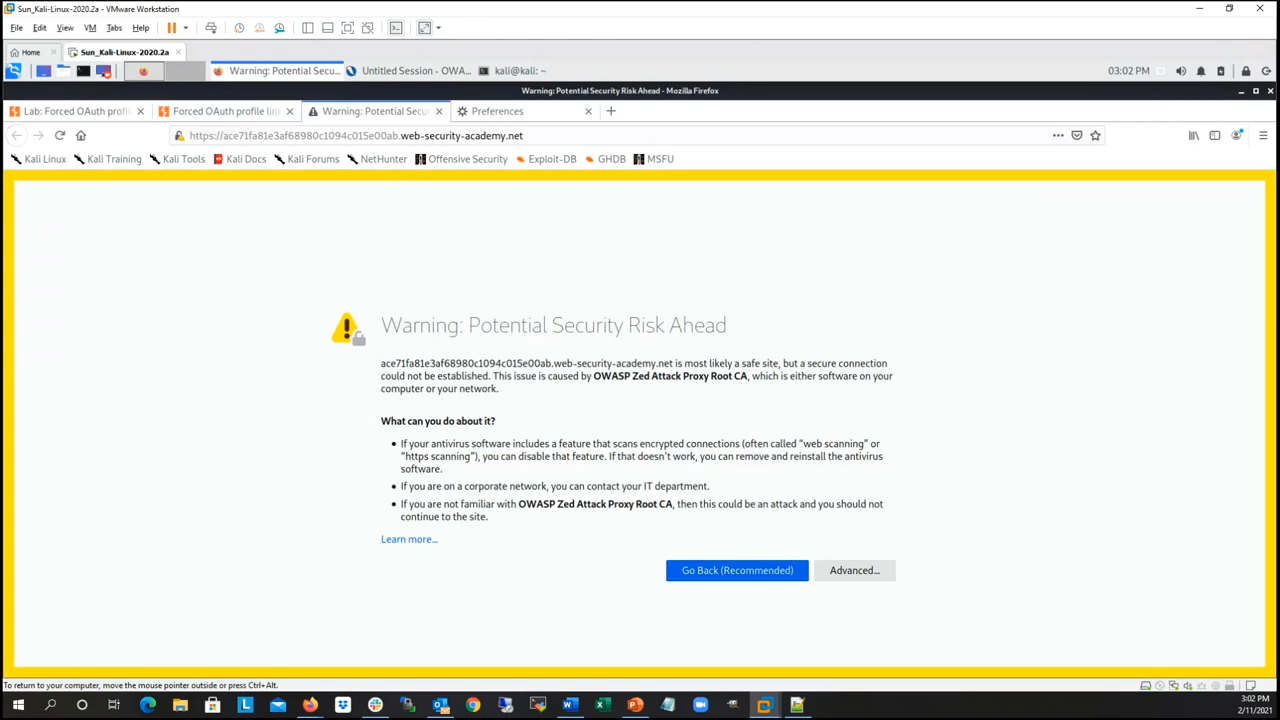 Sun_Kali-Linux-2020.2a - VMware Workstation
File Edit View VM Tabs Help
Home Sun_Kali-Linux-2020.2a
Warning: Potential Secu... Untitled Session - OWA... kali@kali: ~ 03:02 PM
Warning: Potential Security Risk Ahead - Mozilla Firefox
Lab: Forced OAuth profil Forced OAuth profile link Warning: Potential Secur Preferences
https://ace71fa81e3af68980c1094c015e00ab.web-security-academy.net
Kali Linux Kali Training Kali Tools Kali Docs Kali Forums NetHunter Offensive Security Exploit-DB GHDB MSFU
Warning: Potential Security Risk Ahead
ace71fa81e3af68980c1094c015e00ab.web-security-academy.net is most likely a safe site, but a secure connection
could not be established. This issue is caused by OWASP Zed Attack Proxy Root CA, which is either software on your
computer or your network.
What can you do about it?
If your antivirus software includes a feature that scans encrypted connections (often called “web scanning” or
“https scanning”), you can disable that feature. If that doesn’t work, you can remove and reinstall the antivirus
software.
If you are on a corporate network, you can contact your IT department.
If you are not familiar with OWASP Zed Attack Proxy Root CA, then this could be an attack and you should not
continue to the site.
Learn more...
Go Back (Recommended) Advanced...
To return to your computer, move the mouse pointer outside or press Ctrl+Alt.
3:02 PM
2/11/2021